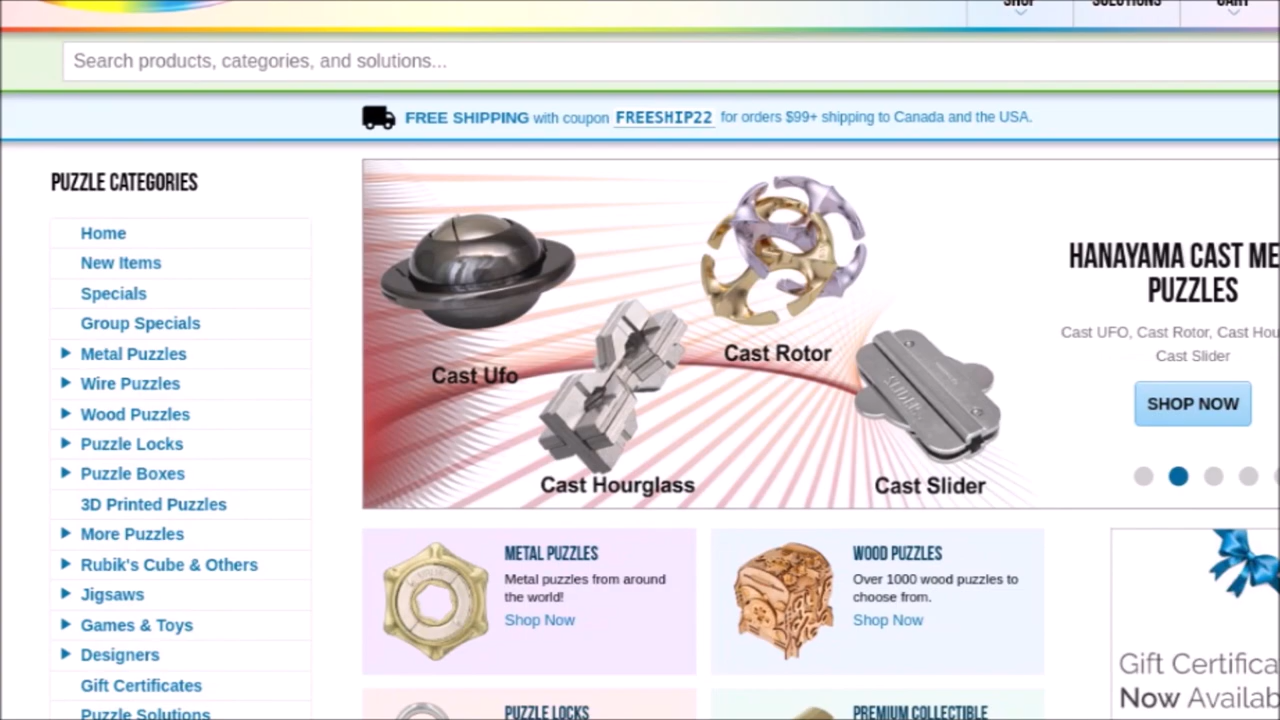 SHOP
SOLUTIONS
CART
Search products, categories, and solutions...
FREE SHIPPING with coupon FREESHIP22 for orders $99+ shipping to Canada and the USA.
PUZZLE CATEGORIES
Home
New Items
Specials
Group Specials
Metal Puzzles
Wire Puzzles
Wood Puzzles
Puzzle Locks
Puzzle Boxes
3D Printed Puzzles
More Puzzles
Rubik's Cube & Others
Jigsaws
Games & Toys
Designers
Gift Certificates
Puzzle Solutions
Cast Ufo
Cast Rotor
Cast Hourglass
SLIDER
Cast Slider
HANAYAMA CAST ME
PUZZLES
Cast UFO, Cast Rotor, Cast Hou
Cast Slider
SHOP NOW
METAL PUZZLES
Metal puzzles from around
the world!
Shop Now
WOOD PUZZLES
Over 1000 wood puzzles to
choose from.
Shop Now
PUZZLE LOCKS
PREMIUM COLLECTIBLE
Gift Certifica
Now Availab